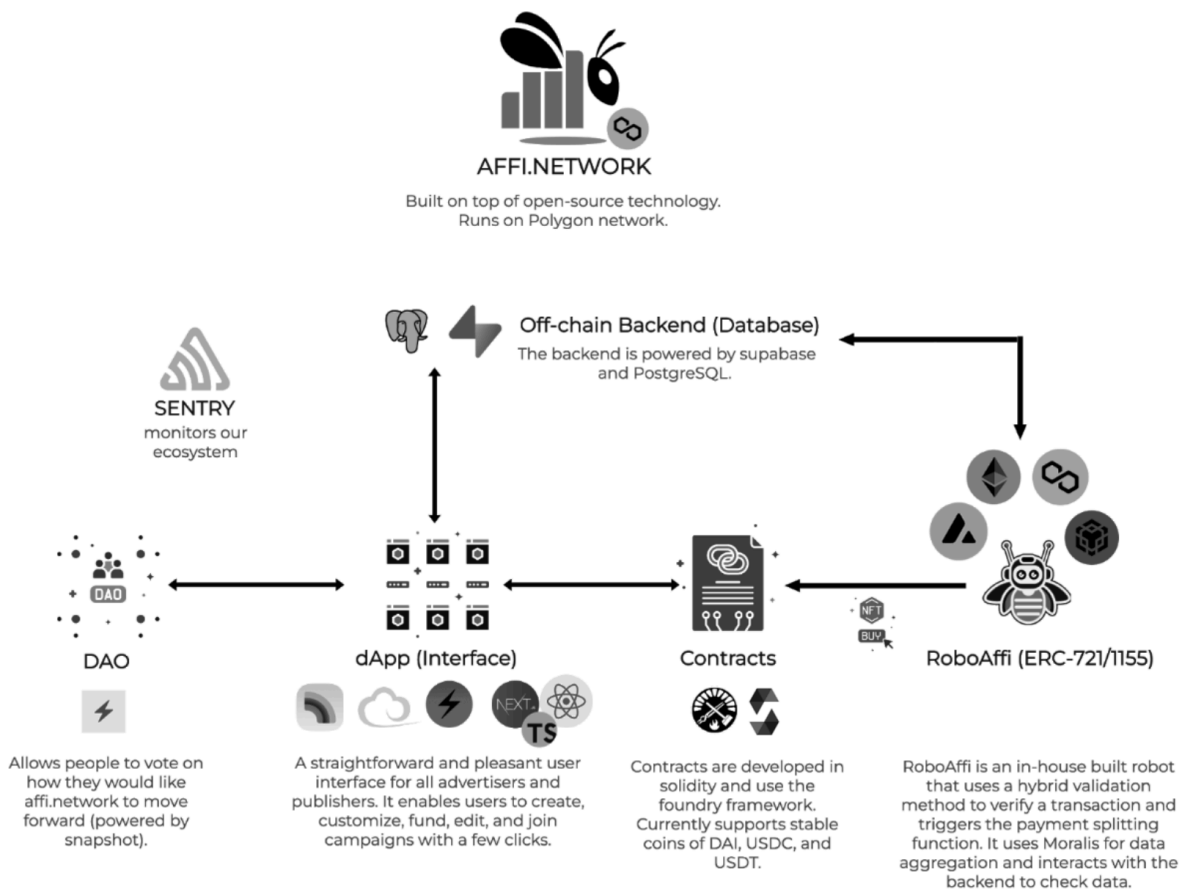 AFFI.NETWORK
Built on top of open-source technology.
Runs on Polygon network.
Off-chain Backend (Database)
The backend is powered by supabase
and PostgreSQL.
SENTRY
monitors our
ecosystem
DAO
DAO
Allows people to vote on
how they would like
affi.network to move
forward (powered by
snapshot).
dApp (Interface)
NEXT
TS
A straightforward and pleasant user
interface for all advertisers and
publishers. It enables users to create,
customize, fund, edit, and join
campaigns with a few clicks.
Contracts
Contracts are developed in
solidity and use the
foundry framework.
Currently supports stable
coins of DAI, USDC, and
USDT.
NFT
BUY
RoboAffi (ERC-721/1155)
RoboAffi is an in-house built robot
that uses a hybrid validation
method to verify a transaction and
triggers the payment splitting
function. It uses Moralis for data
aggregation and interacts with the
backend to check data.